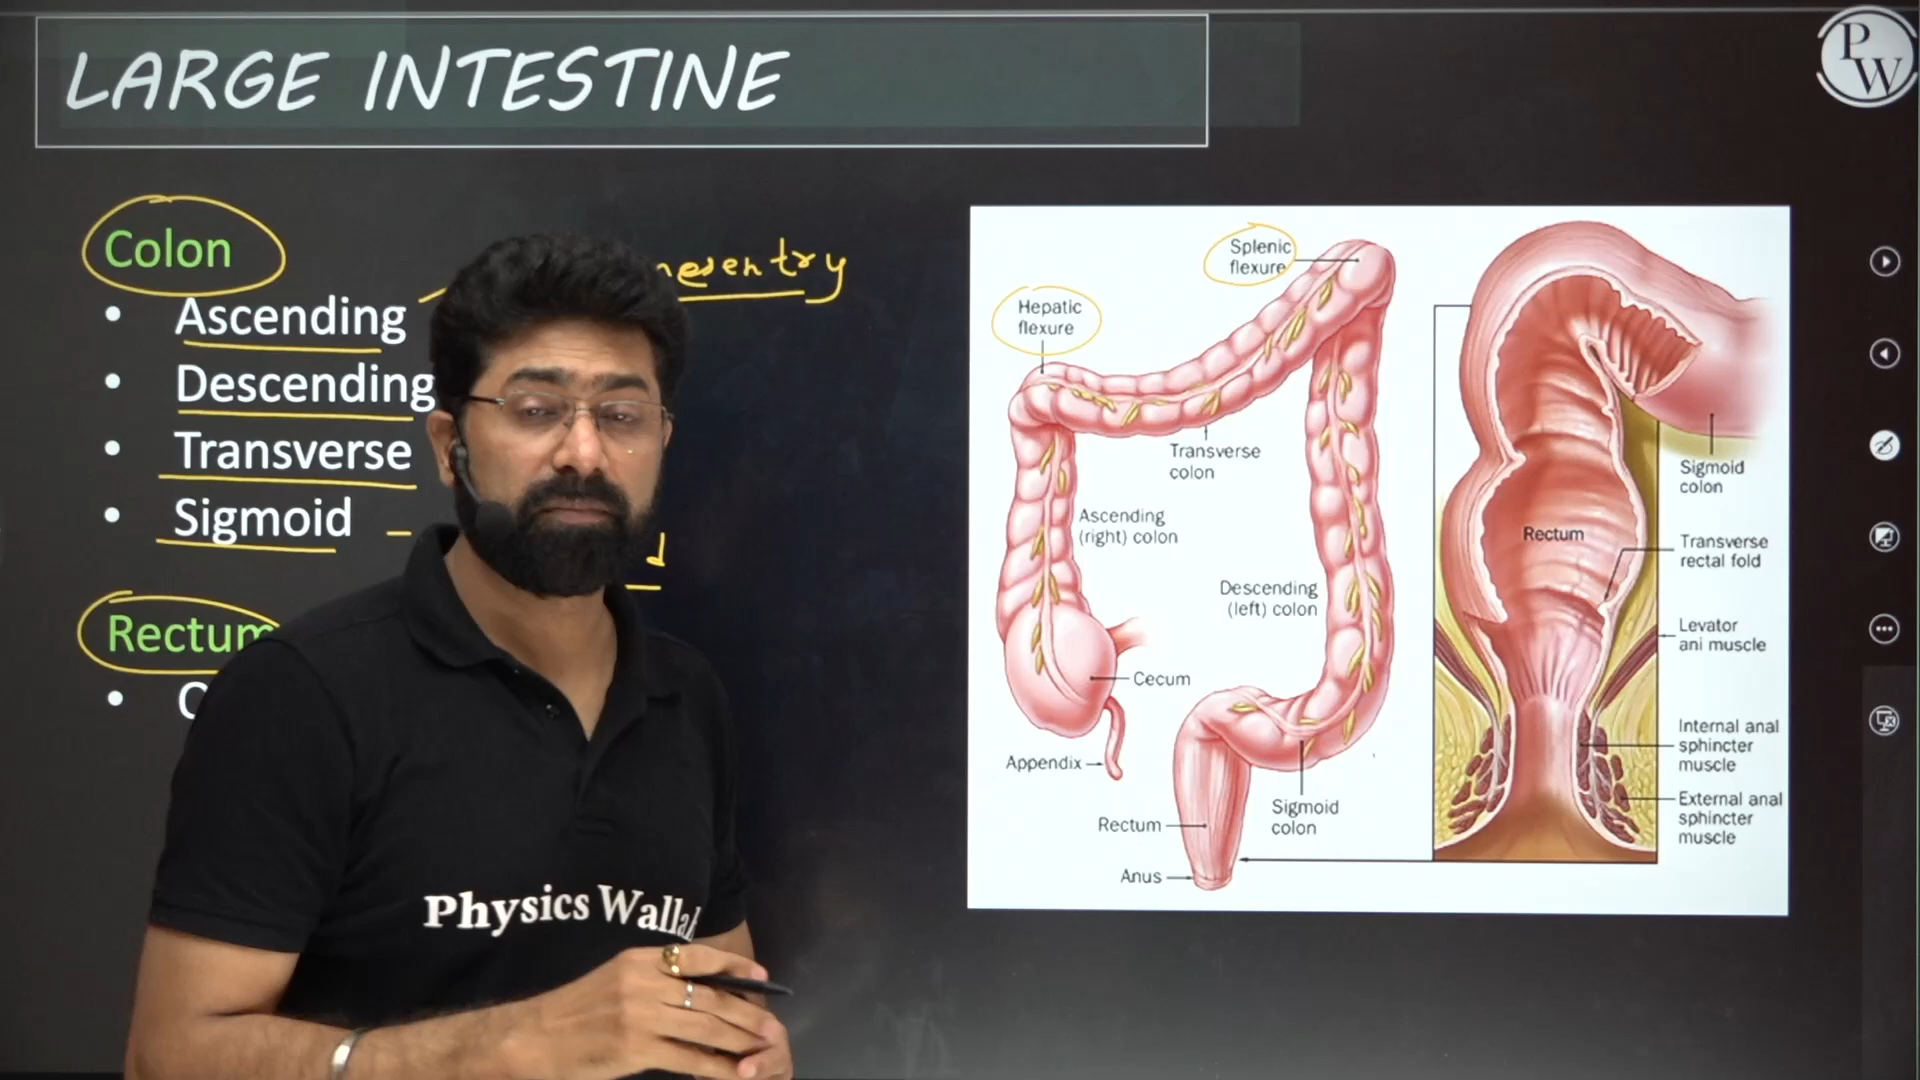 LARGE INTESTINE
PW
Colon
• Ascending
• Descending
• Transverse
• Sigmoid –
Rectum
Splenic
flexure
Hepatic
flexure
Transverse
colon
Ascending
(right) colon
Descending
(left) colon
Cecum
Appendix
Sigmoid
colon
Rectum
Anus
Sigmoid
colon
Rectum
Transverse
rectal fold
Levator
ani muscle
Internal anal
sphincter
muscle
External anal
sphincter
muscle
Physics Wallah